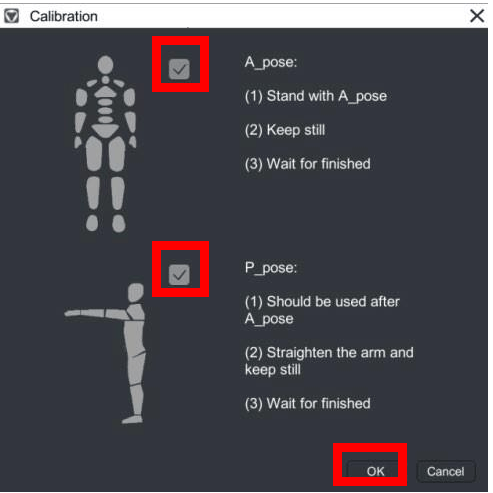 Calibration
A_pose:
(1) Stand with A_pose
(2) Keep still
(3) Wait for finished
P_pose:
(1) Should be used after
A_pose
(2) Straighten the arm and
keep still
(3) Wait for finished
OK
Cancel